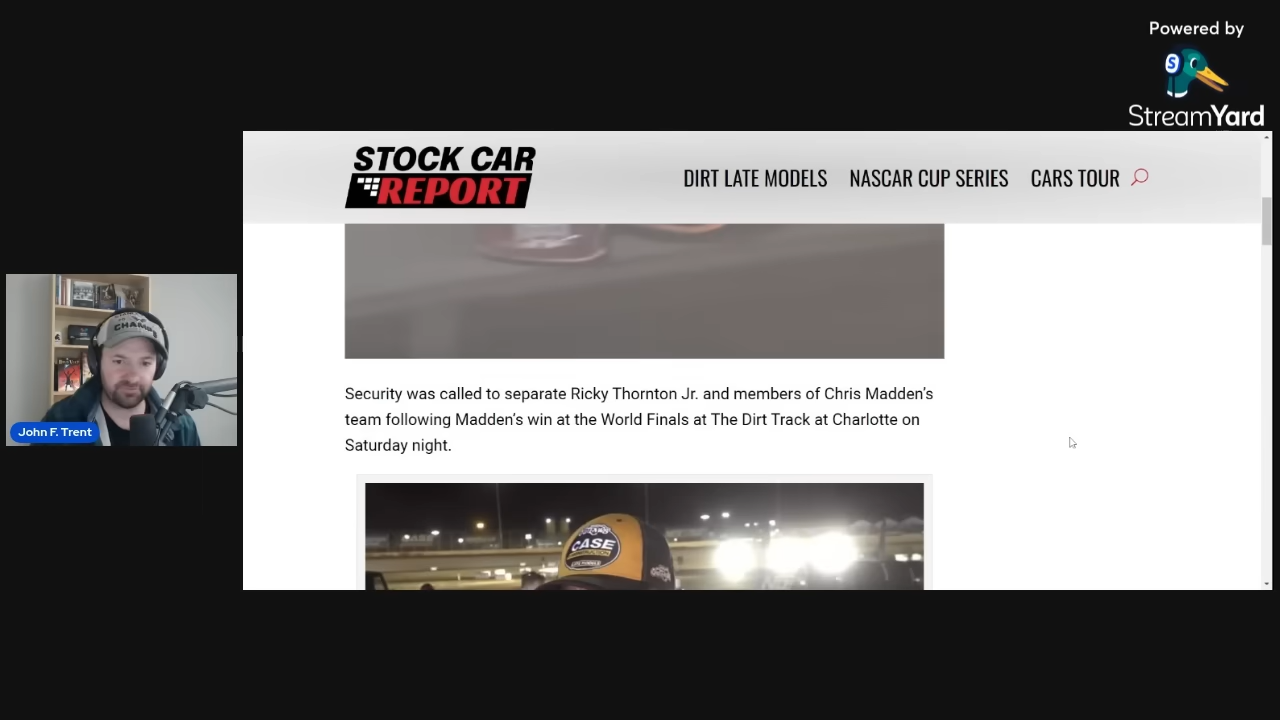 Powered by
StreamYard
STOCK CAR
REPORT
DIRT LATE MODELS
NASCAR CUP SERIES
CARS TOUR
CHAMPS
John F. Trent
Security was called to separate Ricky Thornton Jr. and members of Chris Madden's
team following Madden's win at the World Finals at The Dirt Track at Charlotte on
Saturday night.
CASE